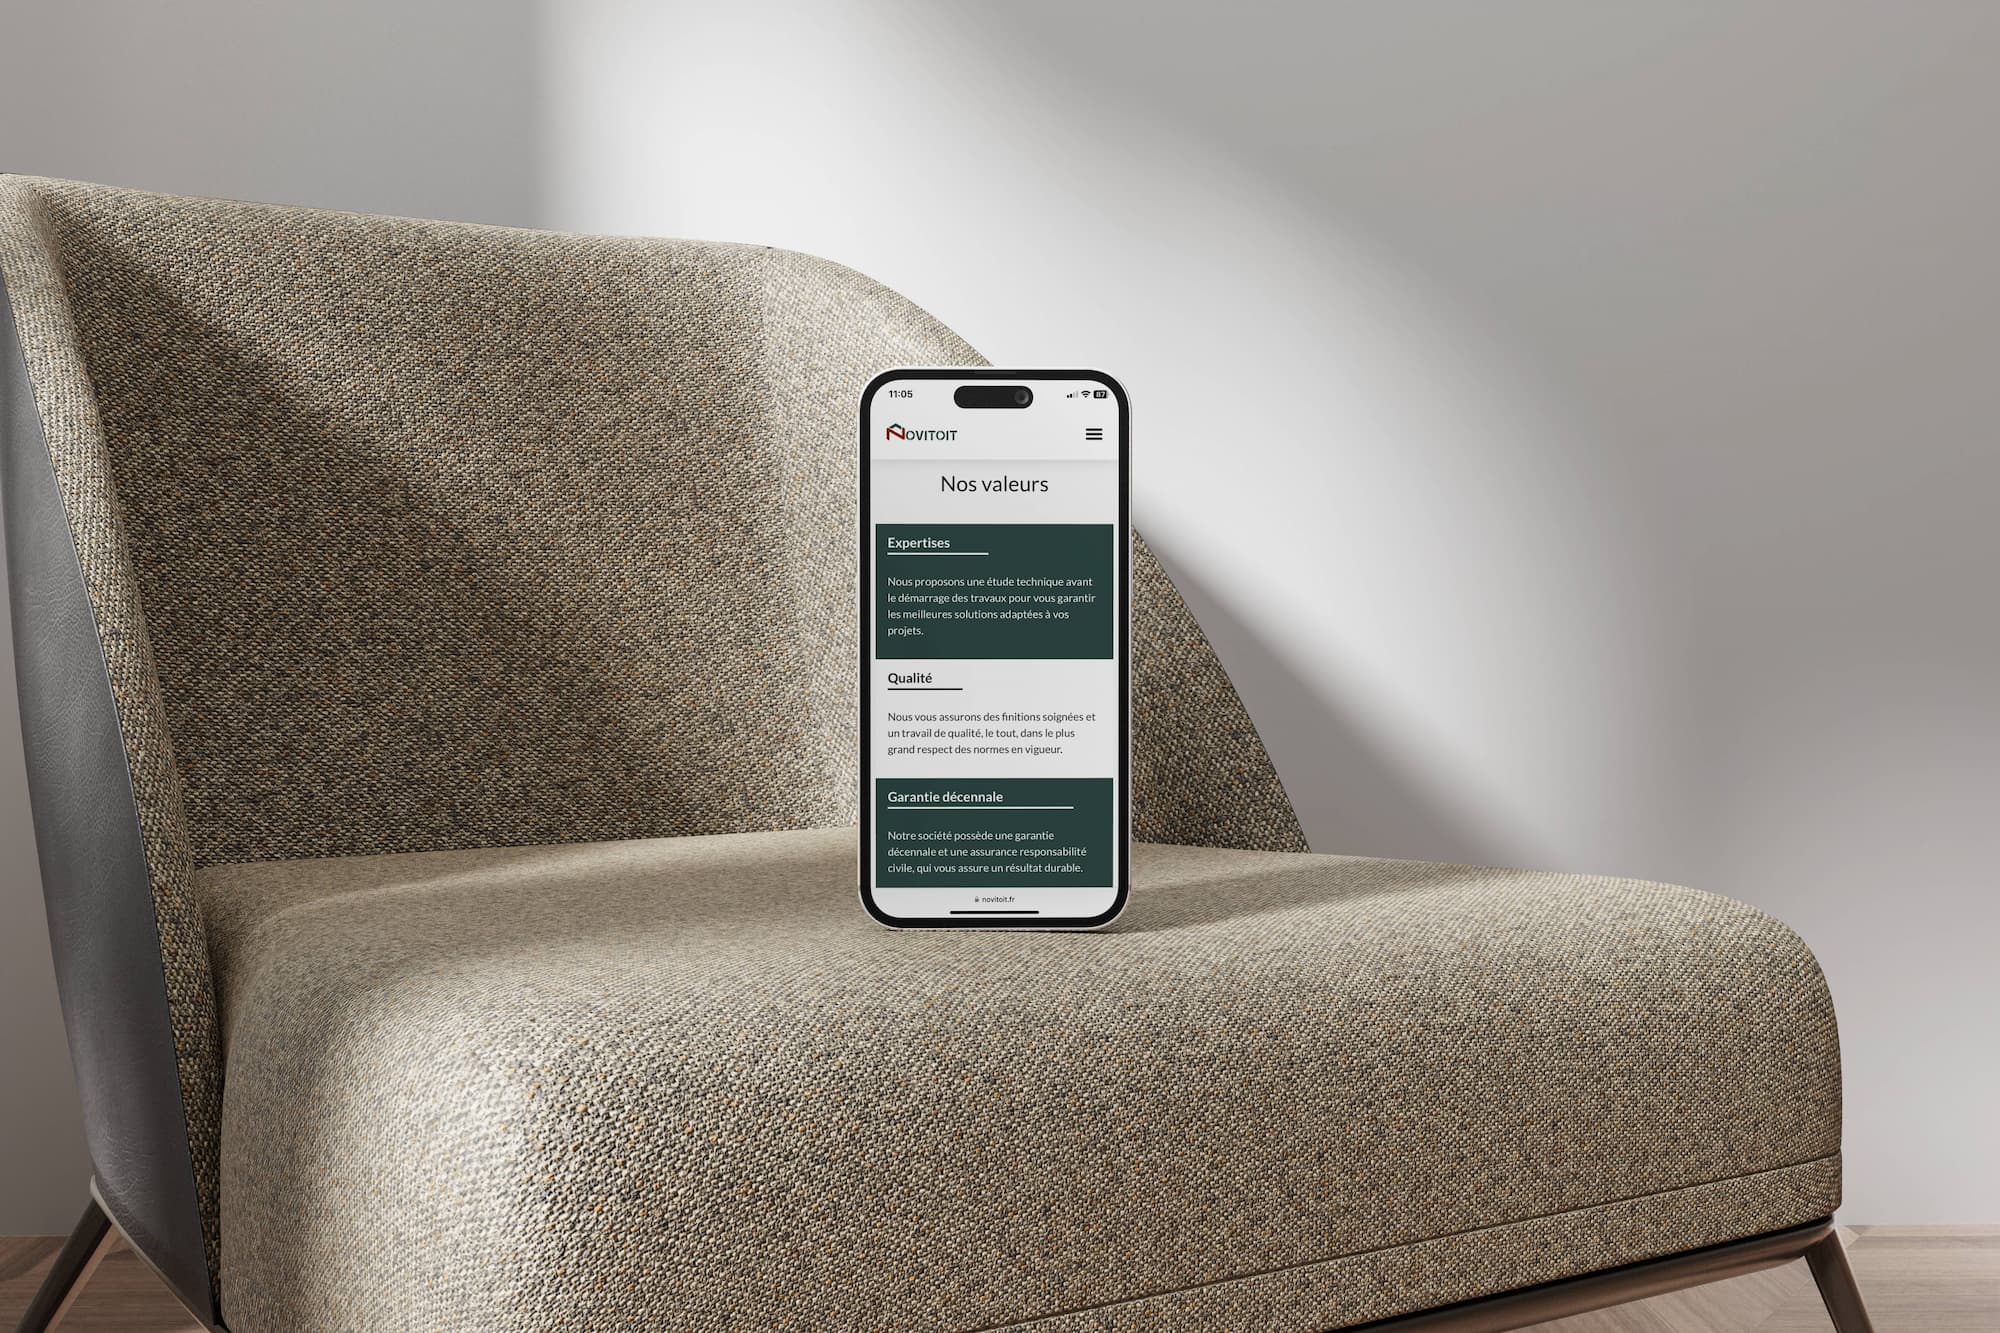 11:05
87
NOVITOIT
Nos valeurs
Expertises
Nous proposons une étude technique avant
le démarrage des travaux pour vous garantir
les meilleures solutions adaptées à vos
projets.
Qualité
Nous vous assurons des finitions soignées et
un travail de qualité, le tout, dans le plus
grand respect des normes en vigueur.
Garantie décennale
Notre société possède une garantie
décennale et une assurance responsabilité
civile, qui vous assure un résultat durable.
novitoit.fr